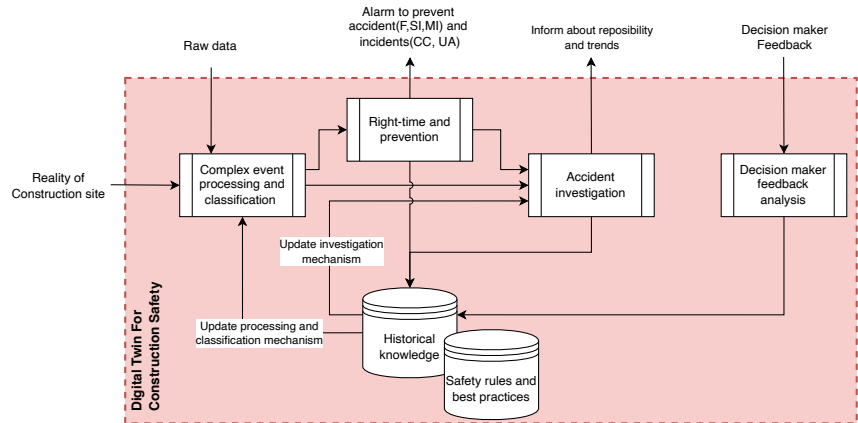 Alarm to prevent
accident(F,SI,MI) and
incidents(CC, UA)
Raw data
Inform about reposibility
and trends
Decision maker
Feedback
Right-time and
prevention
Reality of
Construction site
Complex event
processing and
classification
Accident
investigation
Decision maker
feedback
analysis
Update investigation
mechanism
Update processing and
classification mechanism
Historical
knowledge
Safety rules and
best practices
Digital Twin For
Construction Safety